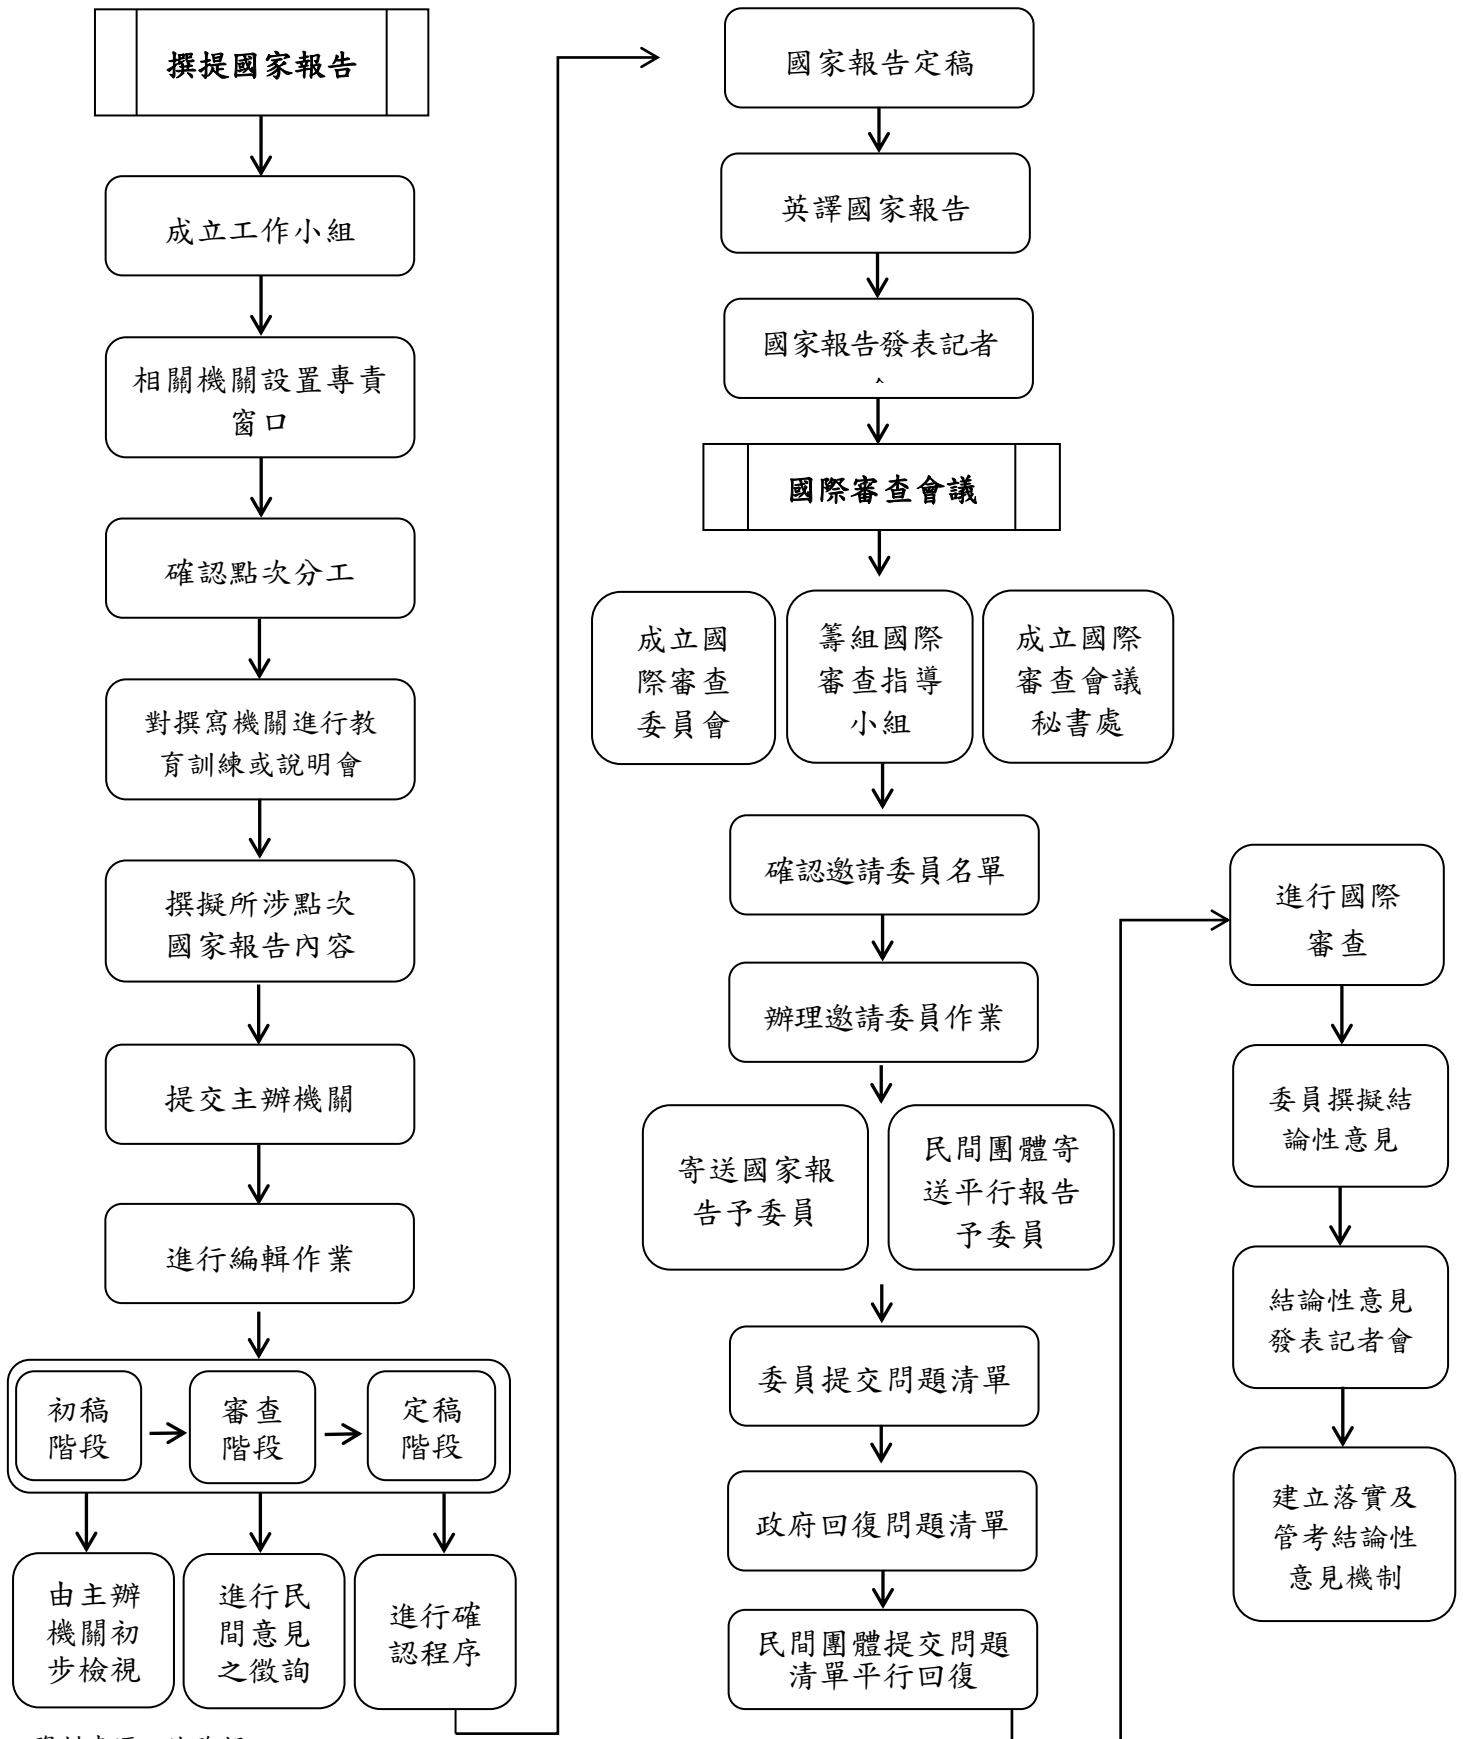 撰提國家報告
成立工作小組
相關機關設置專責
窗口
確認點次分工
對撰寫機關進行教
育訓練或說明會
撰擬所涉點次
國家報告內容
提交主辦機關
進行編輯作業
初稿
階段
審查
階段
定稿
階段
由主辦
機關初
步檢視
進行民
間意見
之徵詢
進行確
認程序
國家報告定稿
英譯國家報告
國家報告發表記者
國際審查會議
成立國
際審查
委員會
籌組國際
審查指導
小組
成立國際
審查會議
秘書處
確認邀請委員名單
辦理邀請委員作業
寄送國家報
告予委員
民間團體寄
送平行報告
予委員
委員提交問題清單
政府回復問題清單
民間團體提交問題
清單平行回復
進行國際
審查
委員撰擬結
論性意見
結論性意見
發表記者會
建立落實及
管考結論性
意見機制